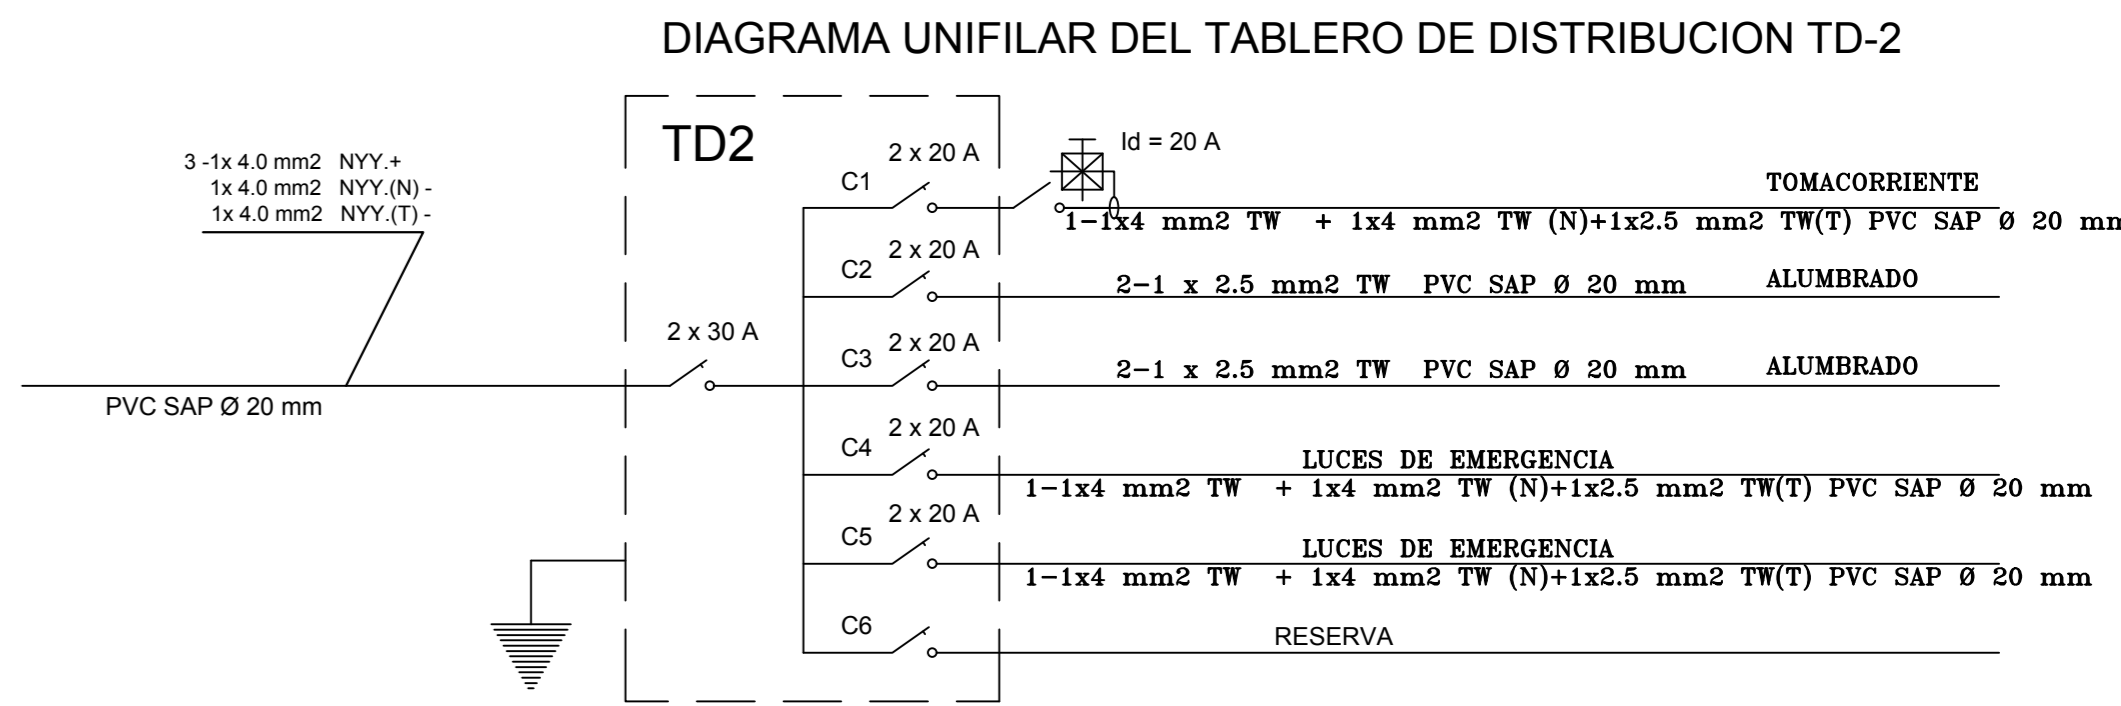 DIAGRAMA UNIFILAR DEL TABLERO DE DISTRIBUCION TD-2
3 -1x 4.0 mm2 NYY.+
1x 4.0 mm2 NYY.(N) -
1x 4.0 mm2 NYY.(T) -
PVC SAP Ø 20 mm
TD2
2 x 30 A
C1
2 x 20 A
Id = 20 A
TOMACORRIENTE
1-1x4 mm2 TW + 1x4 mm2 TW (N)+1x2.5 mm2 TW(T) PVC SAP Ø 20 mm
C2
2 x 20 A
2-1 x 2.5 mm2 TW PVC SAP Ø 20 mm
ALUMBRADO
C3
2 x 20 A
2-1 x 2.5 mm2 TW PVC SAP Ø 20 mm
ALUMBRADO
C4
2 x 20 A
LUCES DE EMERGENCIA
1-1x4 mm2 TW + 1x4 mm2 TW (N)+1x2.5 mm2 TW(T) PVC SAP Ø 20 mm
C5
2 x 20 A
LUCES DE EMERGENCIA
1-1x4 mm2 TW + 1x4 mm2 TW (N)+1x2.5 mm2 TW(T) PVC SAP Ø 20 mm
C6
RESERVA